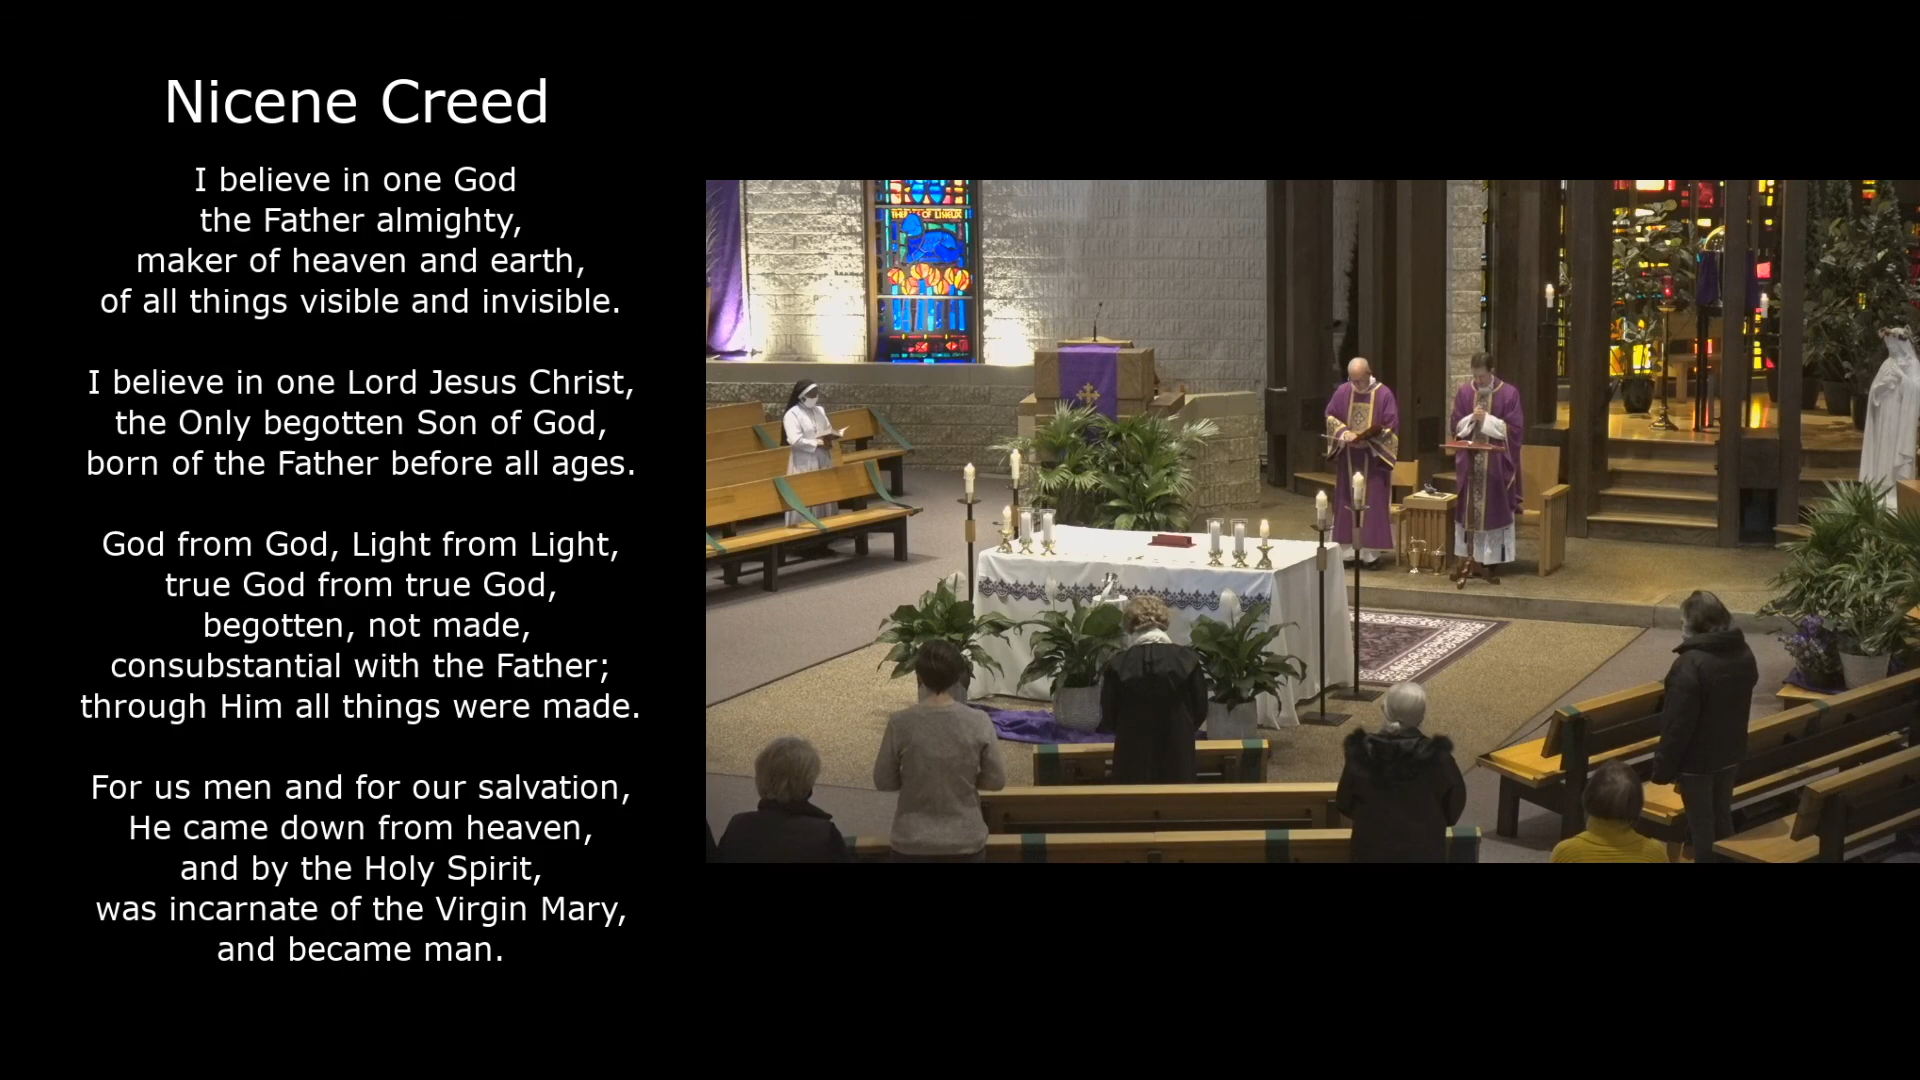 Nicene Creed
I believe in one God
the Father almighty,
maker of heaven and earth,
of all things visible and invisible.
I believe in one Lord Jesus Christ,
the Only begotten Son of God,
born of the Father before all ages.
God from God, Light from Light,
true God from true God,
begotten, not made,
consubstantial with the Father;
through Him all things were made.
For us men and for our salvation,
He came down from heaven,
and by the Holy Spirit,
was incarnate of the Virgin Mary,
and became man.
OF LISIEUX